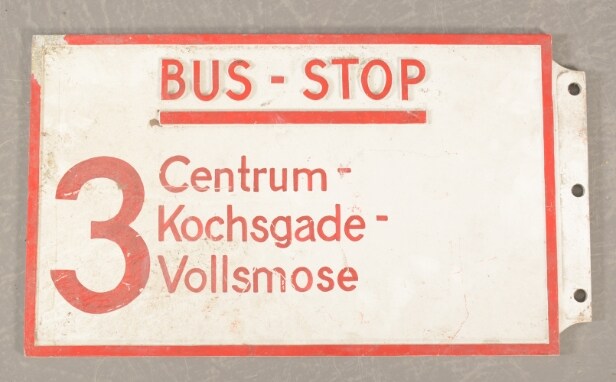 BUS - STOP
3
Centrum -
Kochsgade -
Vollsmose